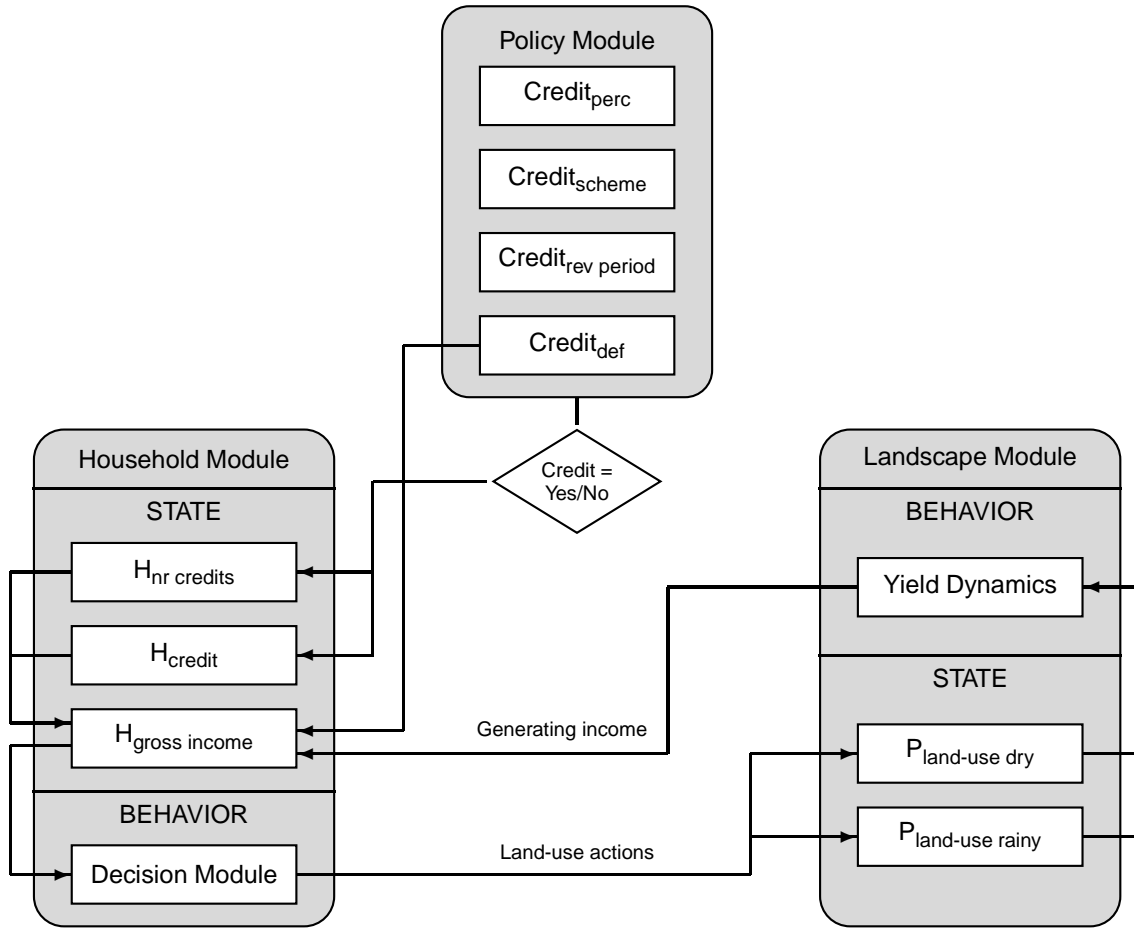 Policy Module
Credit_perc
Credit_scheme
Credit_rev period
Credit_def
Credit =
Yes/No
Household Module
STATE
H_nr credits
H_credit
H_gross income
BEHAVIOR
Decision Module
Generating income
Land-use actions
Landscape Module
BEHAVIOR
Yield Dynamics
STATE
P_land-use dry
P_land-use rainy